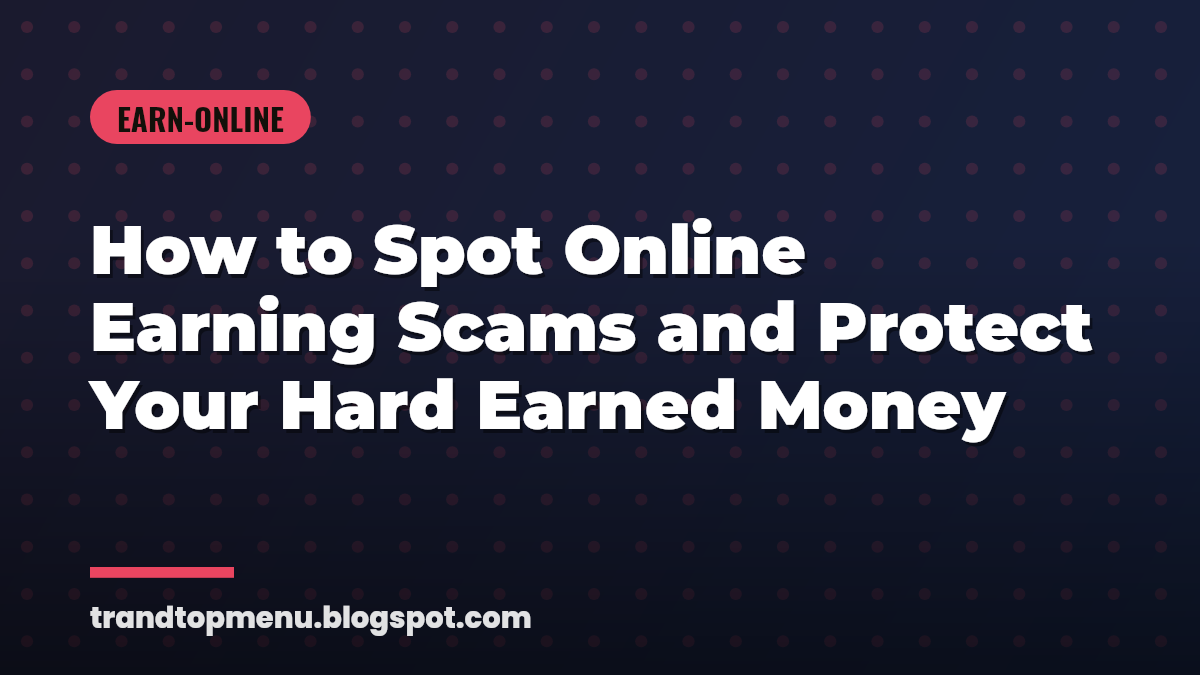 EARN-ONLINE
How to Spot Online
Earning Scams and Protect
Your Hard Earned Money
trandtopmenu.blogspot.com